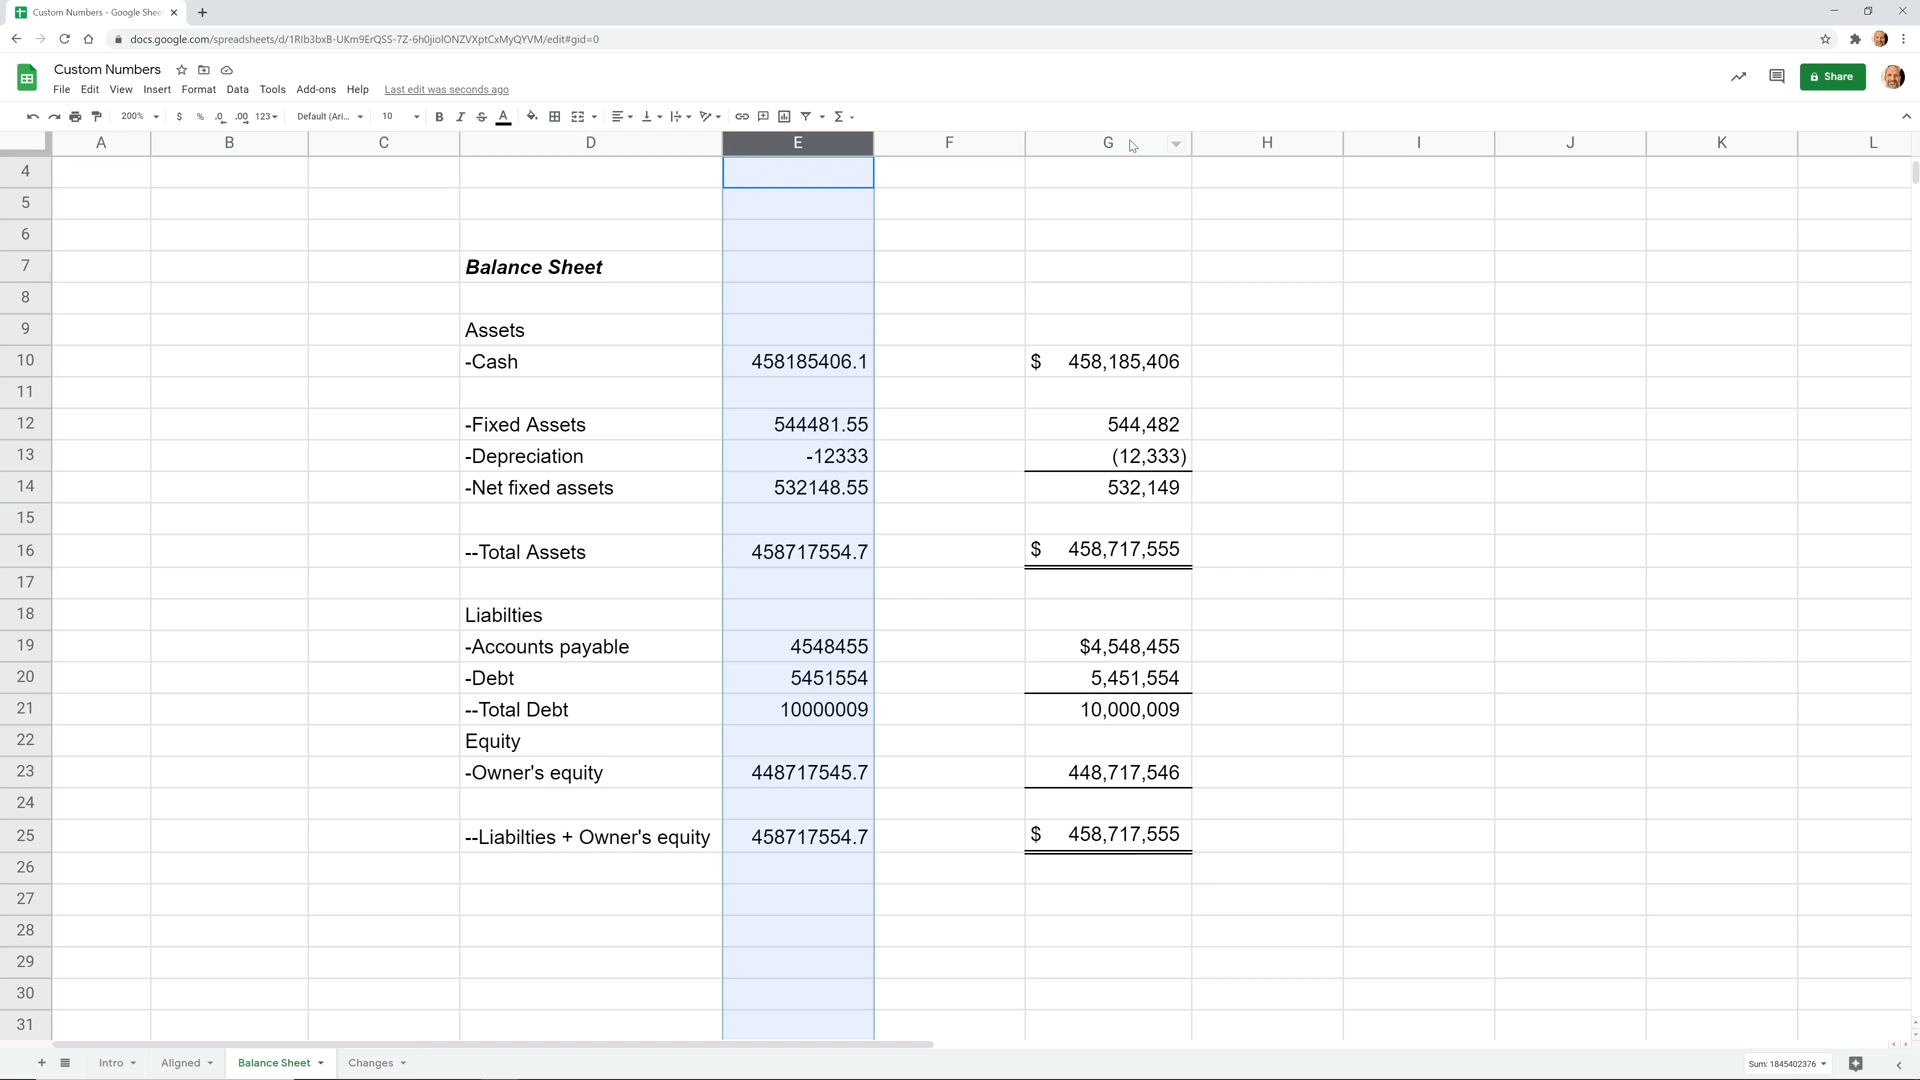 Custom Numbers - Google Shee
docs.google.com/spreadsheets/d/1RIb3bxB-UKm9ErQSS-7Z-6h0jiolONZVXptCxMyQYVM/edit#gid=0
Custom Numbers
Share
File Edit View Insert Format Data Tools Add-ons Help Last edit was seconds ago
200% $ % .0 .00 123 Default (Ari... 10 B I S A Σ
A B C D E F G H I J K L
4
5
6
7 Balance Sheet
8
9 Assets
10 -Cash 458185406.1 $ 458,185,406
11
12 -Fixed Assets 544481.55 544,482
13 -Depreciation -12333 (12,333)
14 -Net fixed assets 532148.55 532,149
15
16 --Total Assets 458717554.7 $ 458,717,555
17
18 Liabilties
19 -Accounts payable 4548455 $4,548,455
20 -Debt 5451554 5,451,554
21 --Total Debt 10000009 10,000,009
22 Equity
23 -Owner's equity 448717545.7 448,717,546
24
25 --Liabilties + Owner's equity 458717554.7 $ 458,717,555
26
27
28
29
30
31
Intro Aligned Balance Sheet Changes Sum: 1845402376